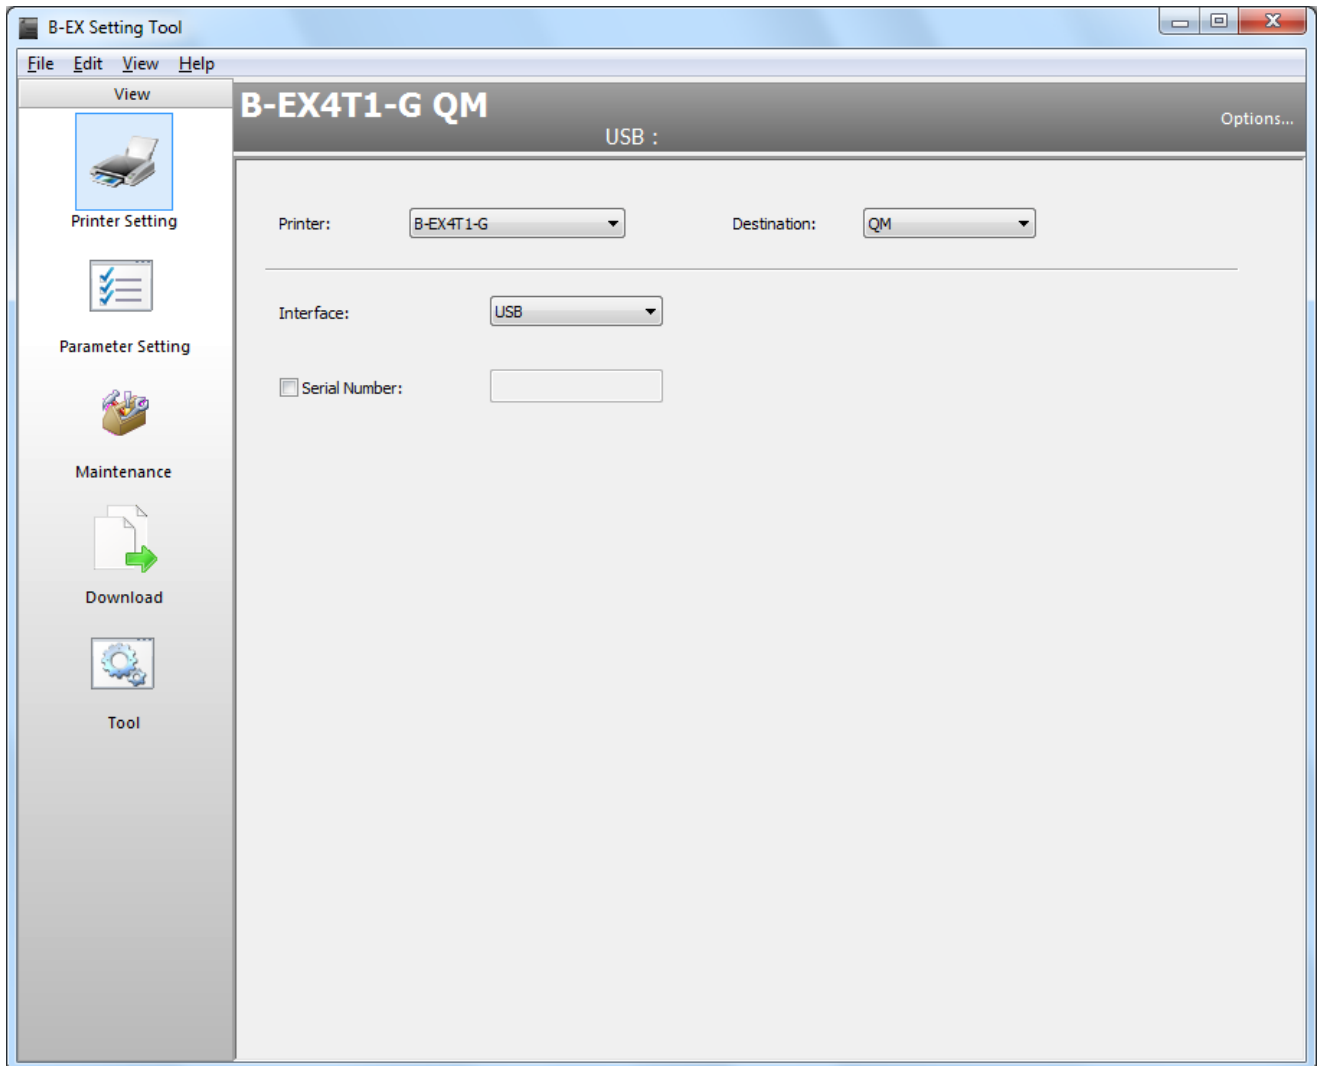 B-EX Setting Tool
File Edit View Help
View
B-EX4T1-G QM
USB :
Options...
Printer Setting
Printer: B-EX4T1-G Destination: QM
Interface: USB
Parameter Setting
Serial Number:
Maintenance
Download
Tool